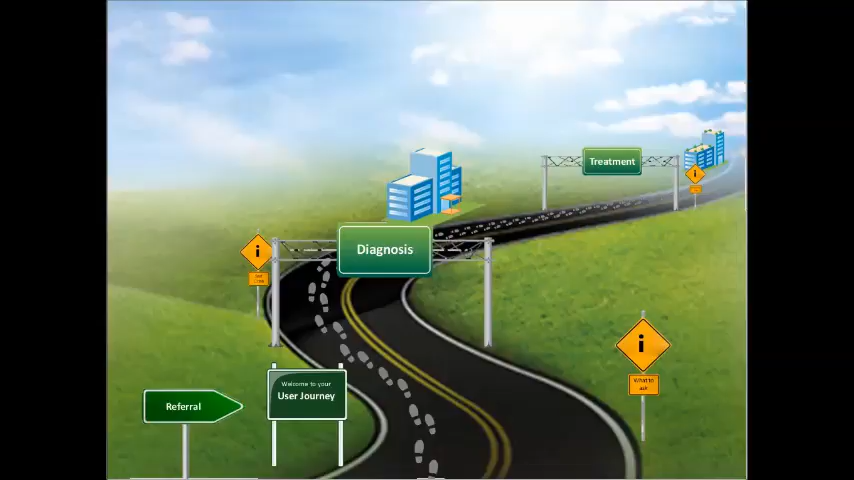 Treatment
i
Diagnosis
i
i
What to
ask
Welcome to your
User Journey
Referral